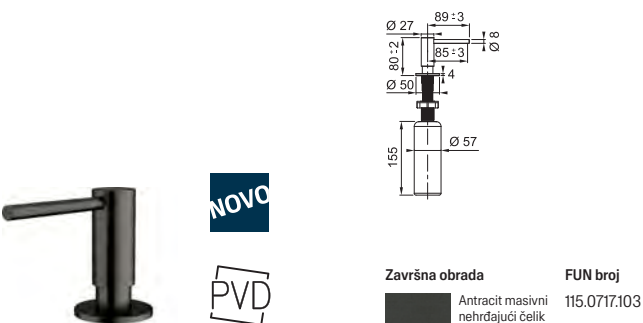 89±3
Ø 27
Ø 8
80±2
85±3
4
Ø 50
Ø 57
155
NOVO
PVD
Završna obrada FUN broj
Antracit masivni 115.0717.103
nehrđajući čelik